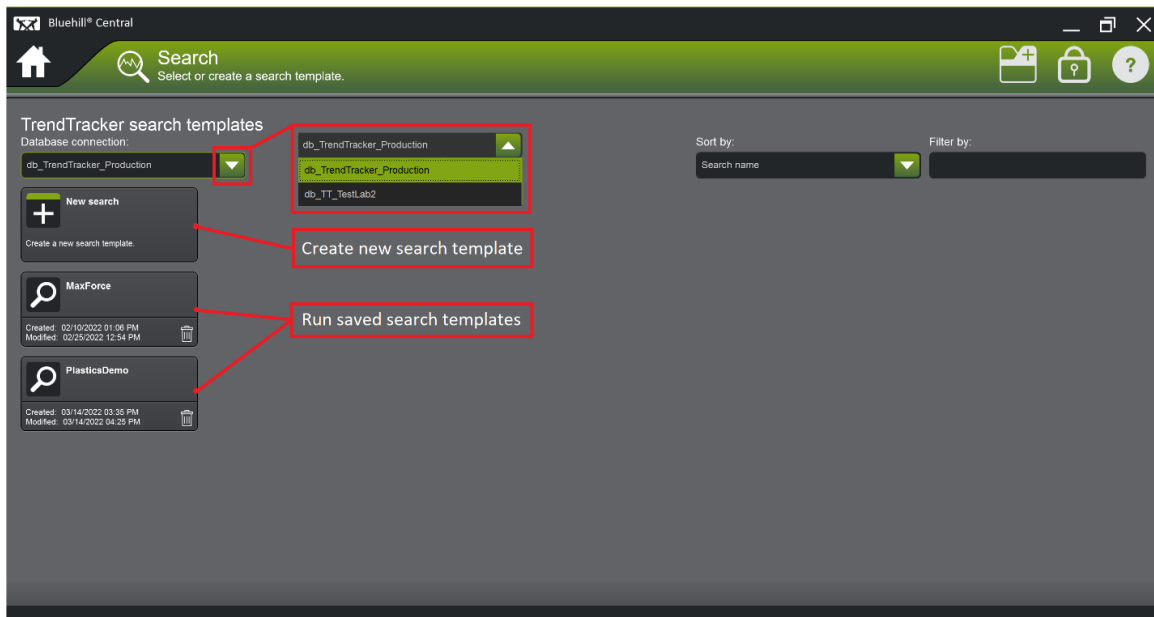 Bluehill® Central
Search
Select or create a search template.
?
TrendTracker search templates
Database connection:
db_TrendTracker_Production
db_TrendTracker_Production
db_TrendTracker_Production
db_TT_TestLab2
Sort by:
Search name
Filter by:
New search
Create a new search template.
Create new search template
MaxForce
Created: 02/10/2022 01:06 PM
Modified: 02/25/2022 12:54 PM
Run saved search templates
PlasticsDemo
Created: 03/14/2022 03:35 PM
Modified: 03/14/2022 04:25 PM